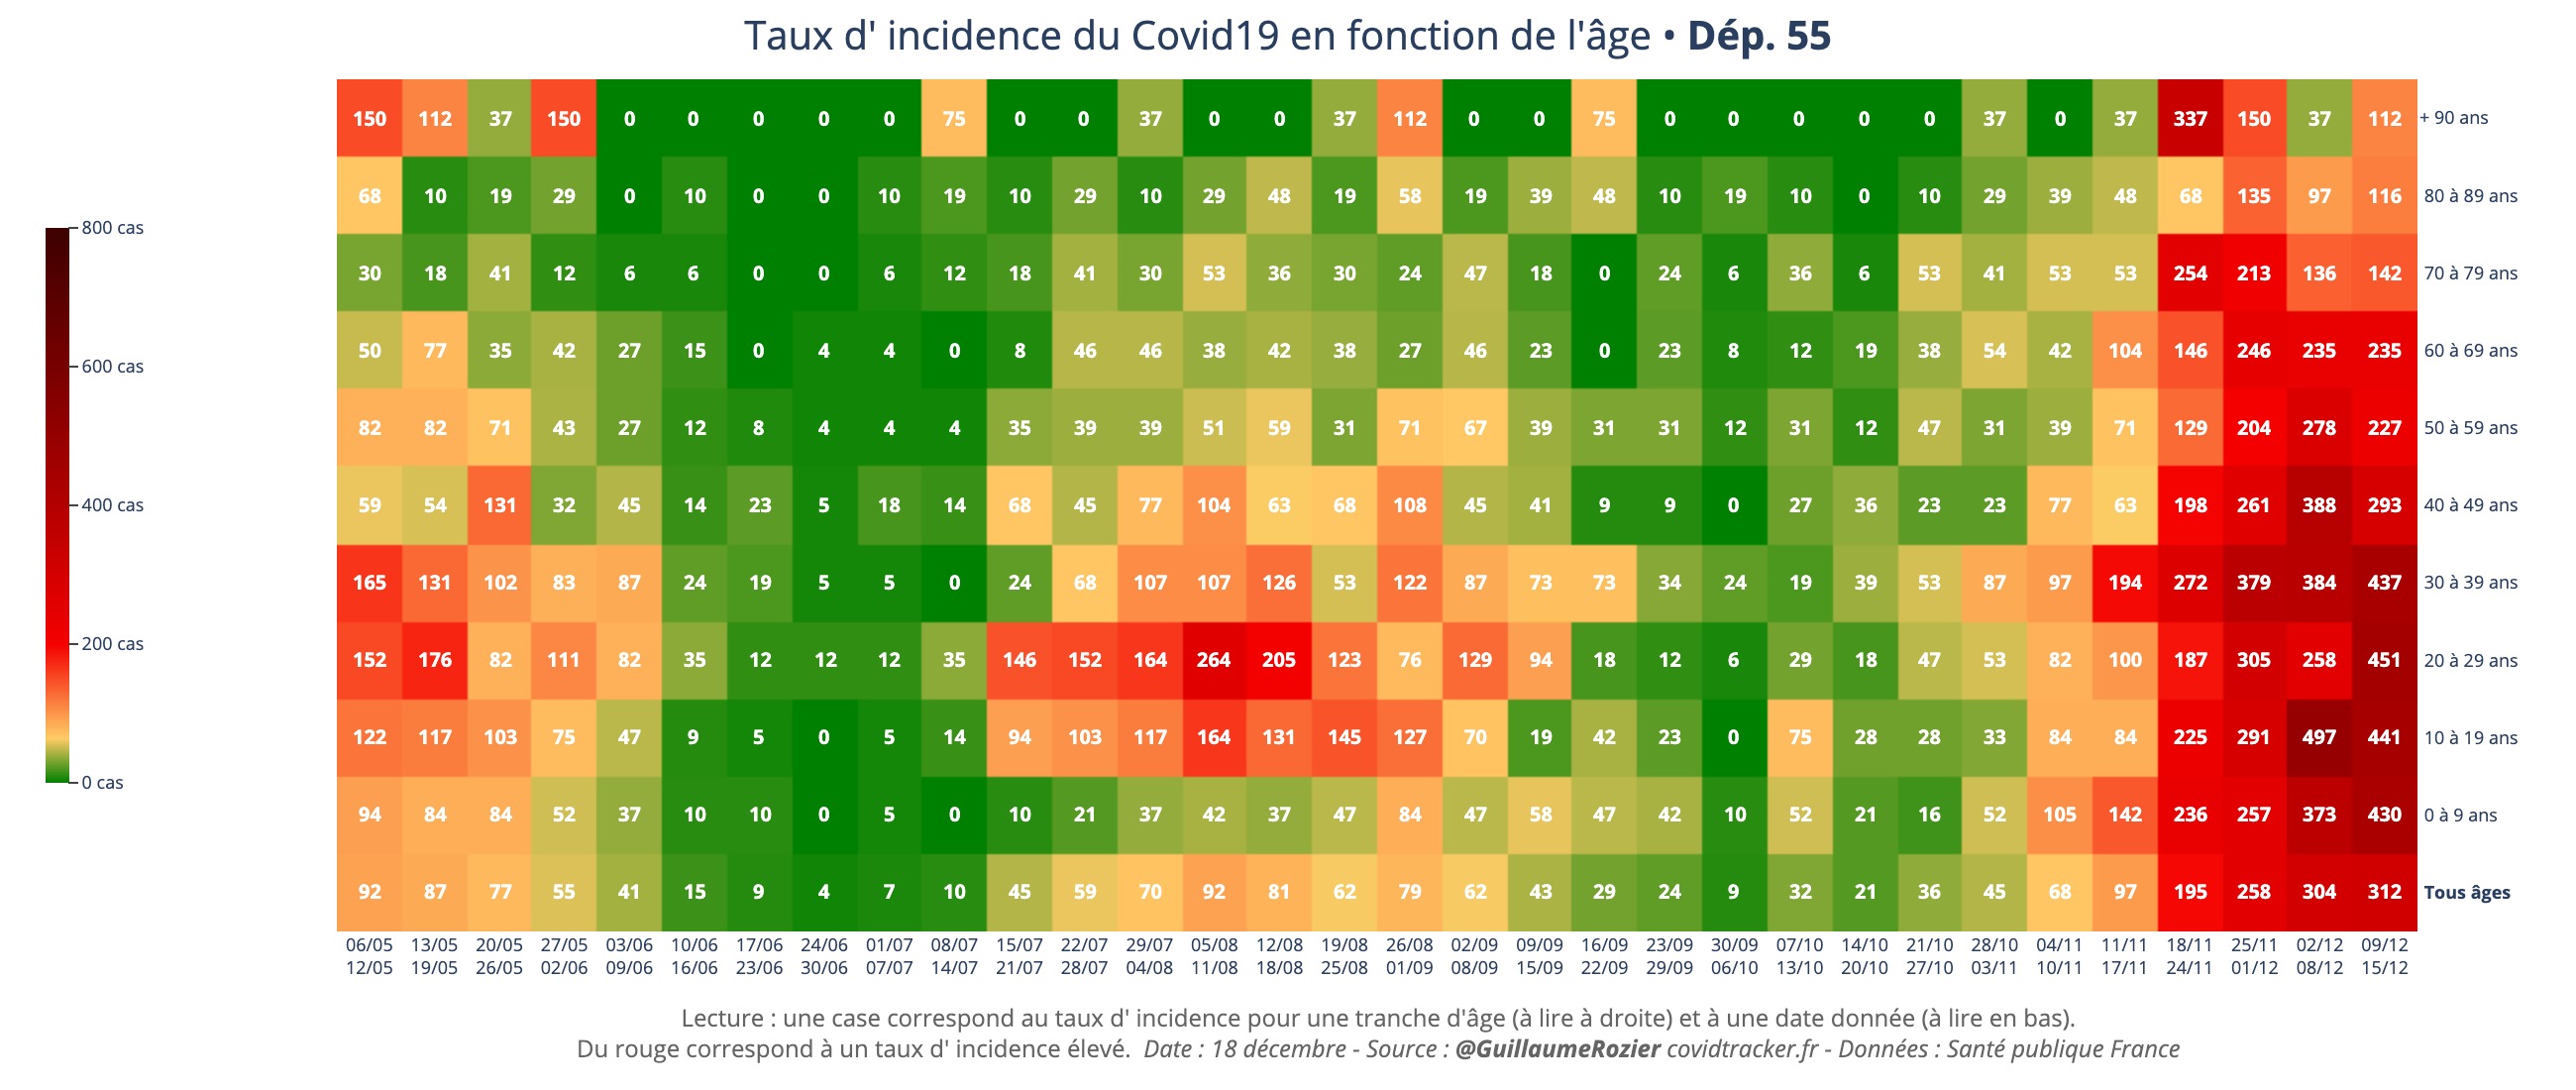 Taux d' incidence du Covid19 en fonction de l'âge • Dép. 55
800 cas
600 cas
400 cas
200 cas
0 cas
150 112 37 150 0 0 0 0 0 75 0 0 37 0 0 37 112 0 0 75 0 0 0 0 0 37 0 37 337 150 37 112 + 90 ans
68 10 19 29 0 10 0 0 10 19 10 29 10 29 48 19 58 19 39 48 10 19 10 0 10 29 39 48 68 135 97 116 80 à 89 ans
30 18 41 12 6 6 0 0 6 12 18 41 30 53 36 30 24 47 18 0 24 6 36 6 53 41 53 53 254 213 136 142 70 à 79 ans
50 77 35 42 27 15 0 4 4 0 8 46 46 38 42 38 27 46 23 0 23 8 12 19 38 54 42 104 146 246 235 235 60 à 69 ans
82 82 71 43 27 12 8 4 4 4 35 39 39 51 59 31 71 67 39 31 31 12 31 12 47 31 39 71 129 204 278 227 50 à 59 ans
59 54 131 32 45 14 23 5 18 14 68 45 77 104 63 68 108 45 41 9 9 0 27 36 23 23 77 63 198 261 388 293 40 à 49 ans
165 131 102 83 87 24 19 5 5 0 24 68 107 107 126 53 122 87 73 73 34 24 19 39 53 87 97 194 272 379 384 437 30 à 39 ans
152 176 82 111 82 35 12 12 12 35 146 152 164 264 205 123 76 129 94 18 12 6 29 18 47 53 82 100 187 305 258 451 20 à 29 ans
122 117 103 75 47 9 5 0 5 14 94 103 117 164 131 145 127 70 19 42 23 0 75 28 28 33 84 84 225 291 497 441 10 à 19 ans
94 84 84 52 37 10 10 0 5 0 10 21 37 42 37 47 84 47 58 47 42 10 52 21 16 52 105 142 236 257 373 430 0 à 9 ans
92 87 77 55 41 15 9 4 7 10 45 59 70 92 81 62 79 62 43 29 24 9 32 21 36 45 68 97 195 258 304 312 Tous âges
06/05 13/05 20/05 27/05 03/06 10/06 17/06 24/06 01/07 08/07 15/07 22/07 29/07 05/08 12/08 19/08 26/08 02/09 09/09 16/09 23/09 30/09 07/10 14/10 21/10 28/10 04/11 11/11 18/11 25/11 02/12 09/12
12/05 19/05 26/05 02/06 09/06 16/06 23/06 30/06 07/07 14/07 21/07 28/07 04/08 11/08 18/08 25/08 01/09 08/09 15/09 22/09 29/09 06/10 13/10 20/10 27/10 03/11 10/11 17/11 24/11 01/12 08/12 15/12
Lecture : une case correspond au taux d' incidence pour une tranche d'âge (à lire à droite) et à une date donnée (à lire en bas).
Du rouge correspond à un taux d' incidence élevé. Date : 18 décembre - Source : @GuillaumeRozier covidtracker.fr - Données : Santé publique France